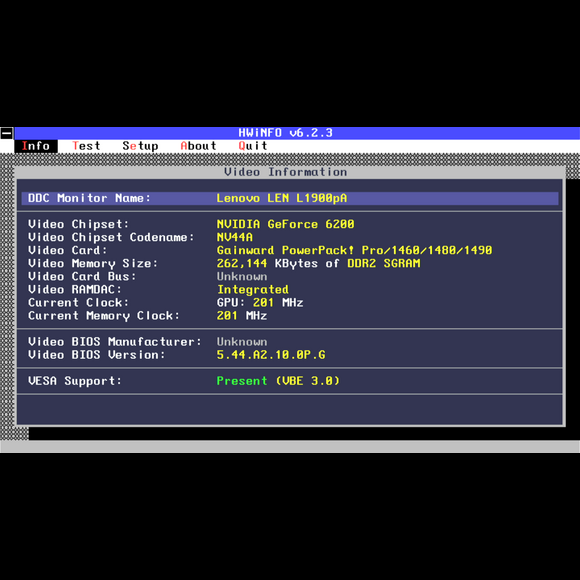 HWiNFO v6.2.3
Info Test Setup About Quit
Video Information
DDC Monitor Name: Lenovo LEN L1900pA
Video Chipset: NVIDIA GeForce 6200
Video Chipset Codename: NV44A
Video Card: Gainward PowerPack! Pro/1460/1480/1490
Video Memory Size: 262,144 KBytes of DDR2 SGRAM
Video Card Bus: Unknown
Video RAMDAC: Integrated
Current Clock: GPU: 201 MHz
Current Memory Clock: 201 MHz
Video BIOS Manufacturer: Unknown
Video BIOS Version: 5.44.A2.10.0P.G
VESA Support: Present (VBE 3.0)